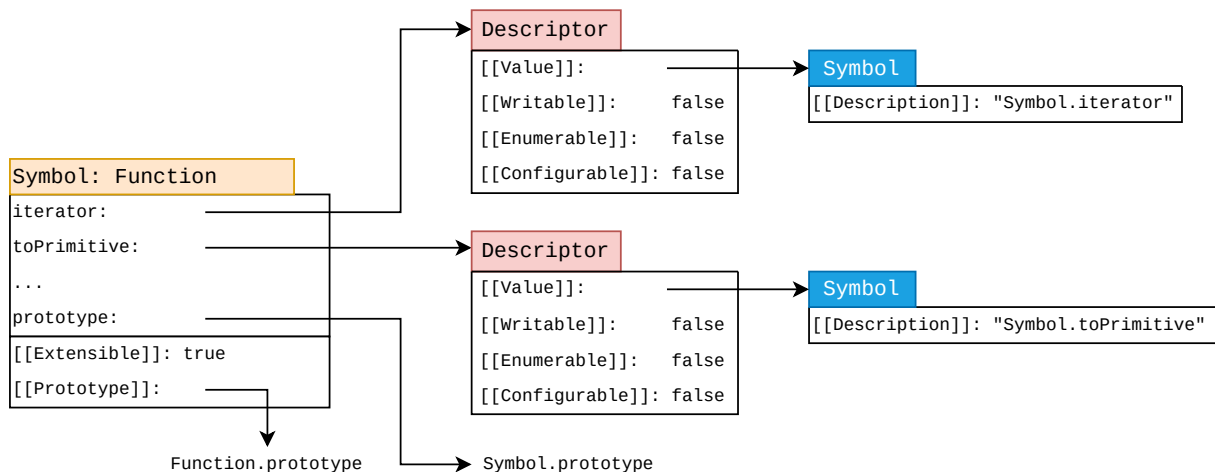 Symbol: Function
iterator:
toPrimitive:
...
prototype:
[[Extensible]]: true
[[Prototype]]:
Function.prototype
Symbol.prototype
Descriptor
[[Value]]:
[[Writable]]: false
[[Enumerable]]: false
[[Configurable]]: false
Symbol
[[Description]]: "Symbol.iterator"
Descriptor
[[Value]]:
[[Writable]]: false
[[Enumerable]]: false
[[Configurable]]: false
Symbol
[[Description]]: "Symbol.toPrimitive"